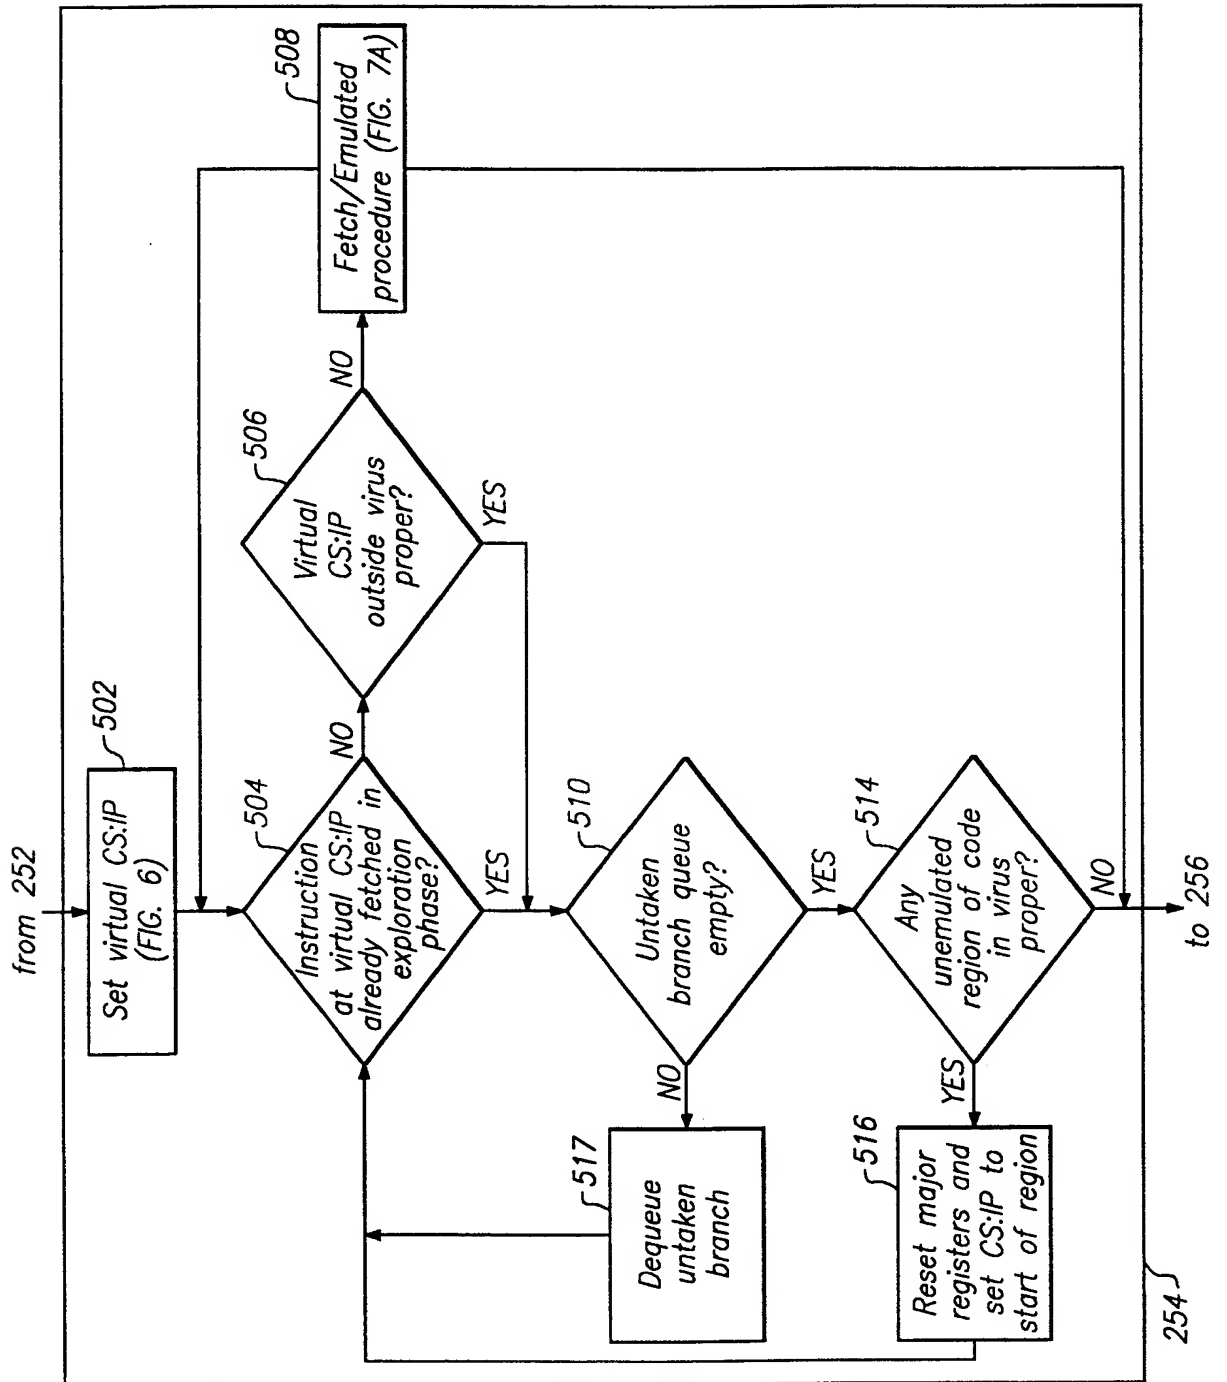 from 252
502
Set virtual CS:IP
(FIG. 6)
504
Instruction
at virtual CS:IP
already fetched in
exploration
phase?
NO
YES
506
Virtual
CS:IP
outside virus
proper?
NO
YES
508
Fetch/Emulated
procedure (FIG. 7A)
510
Untaken
branch queue
empty?
NO
YES
517
Dequeue
untaken
branch
514
Any
unemulated
region of code
in virus
proper?
YES
NO
516
Reset major
registers and
set CS:IP to
start of region
to 256
254